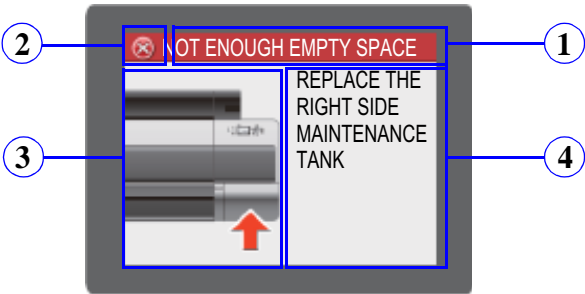 NOT ENOUGH EMPTY SPACE
REPLACE THE
RIGHT SIDE
MAINTENANCE
TANK
1
2
3
4